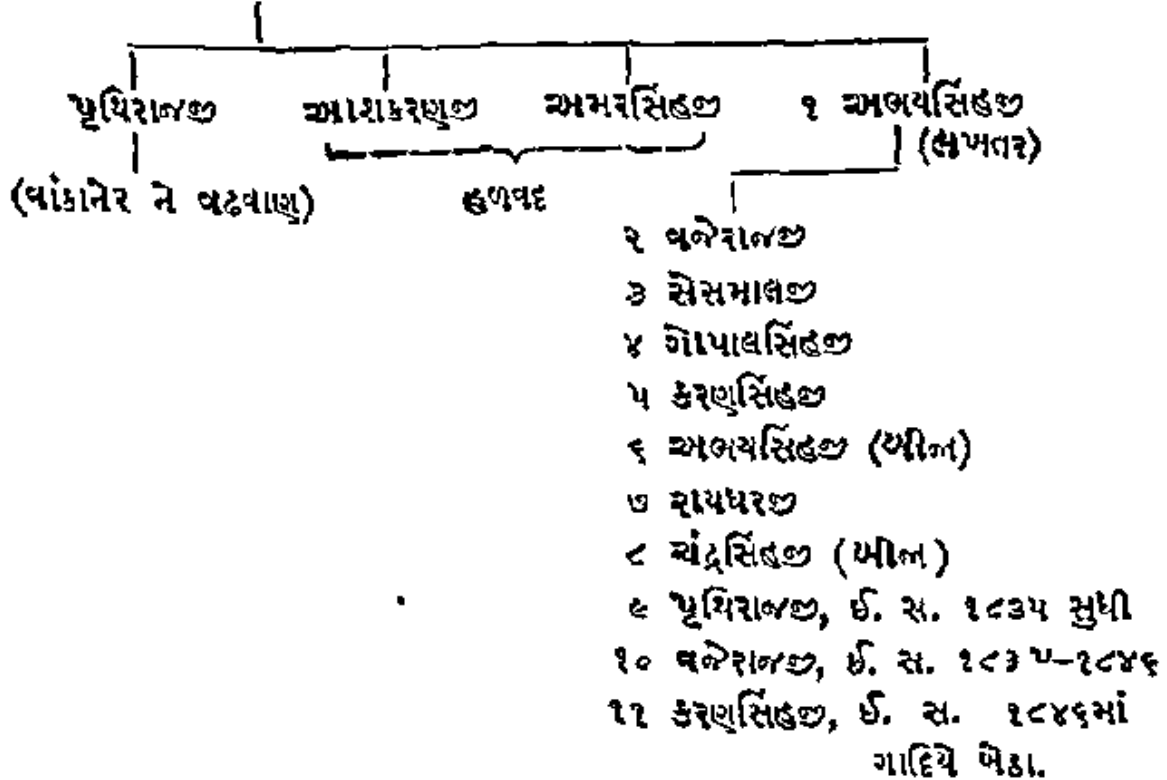 પૃથિરાજજી આશકરણજી અમરસિંહજી ૧ અભયસિંહજી
(લખતર)
(વાંકાનેર ને વઢવાણ) હળવદ
૨ વજેરાજજી
૩ સેસમાલજી
૪ ગોપાલસિંહજી
૫ કરણસિંહજી
૬ અભયસિંહજી (બીજા)
૭ રાયધરજી
૮ ચંદ્રસિંહજી (બીજા)
૯ પૃથિરાજજી, ઈ. સ. ૧૮૩૫ સુધી
૧૦ વજેરાજજી, ઈ. સ. ૧૮૩૫-૧૮૪૬
૧૧ કરણસિંહજી, ઈ. સ. ૧૮૪૬માં
ગાદિયે બેઠા.